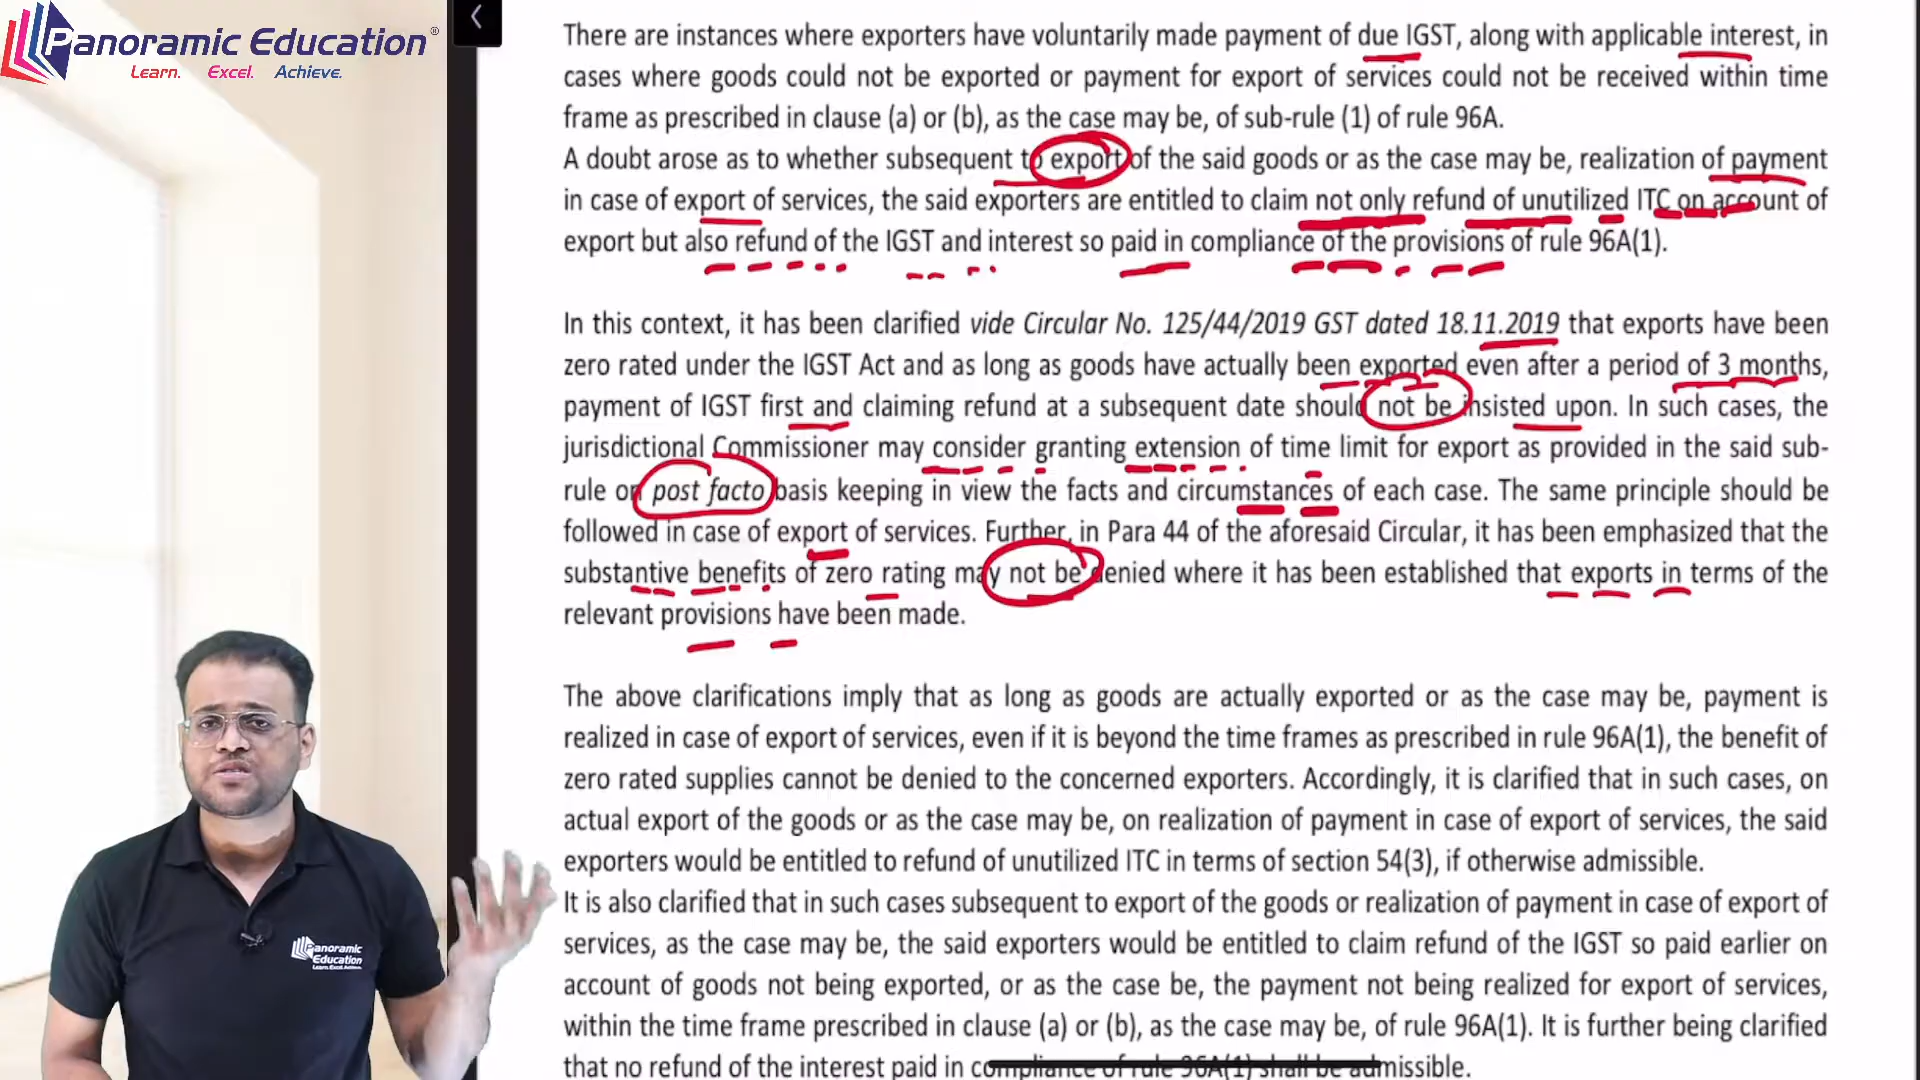 Panoramic Education®
Learn. Excel. Achieve.
There are instances where exporters have voluntarily made payment of due IGST, along with applicable interest, in
cases where goods could not be exported or payment for export of services could not be received within time
frame as prescribed in clause (a) or (b), as the case may be, of sub-rule (1) of rule 96A.
A doubt arose as to whether subsequent to export of the said goods or as the case may be, realization of payment
in case of export of services, the said exporters are entitled to claim not only refund of unutilized ITC on account of
export but also refund of the IGST and interest so paid in compliance of the provisions of rule 96A(1).
In this context, it has been clarified vide Circular No. 125/44/2019 GST dated 18.11.2019 that exports have been
zero rated under the IGST Act and as long as goods have actually been exported even after a period of 3 months,
payment of IGST first and claiming refund at a subsequent date should not be insisted upon. In such cases, the
jurisdictional Commissioner may consider granting extension of time limit for export as provided in the said sub-
rule on post facto basis keeping in view the facts and circumstances of each case. The same principle should be
followed in case of export of services. Further, in Para 44 of the aforesaid Circular, it has been emphasized that the
substantive benefits of zero rating may not be denied where it has been established that exports in terms of the
relevant provisions have been made.
The above clarifications imply that as long as goods are actually exported or as the case may be, payment is
realized in case of export of services, even if it is beyond the time frames as prescribed in rule 96A(1), the benefit of
zero rated supplies cannot be denied to the concerned exporters. Accordingly, it is clarified that in such cases, on
actual export of the goods or as the case may be, on realization of payment in case of export of services, the said
exporters would be entitled to refund of unutilized ITC in terms of section 54(3), if otherwise admissible.
It is also clarified that in such cases subsequent to export of the goods or realization of payment in case of export of
services, as the case may be, the said exporters would be entitled to claim refund of the IGST so paid earlier on
account of goods not being exported, or as the case be, the payment not being realized for export of services,
within the time frame prescribed in clause (a) or (b), as the case may be, of rule 96A(1). It is further being clarified
that no refund of the interest paid in compliance of rule 96A(1) shall be admissible.
Panoramic
Education
Learn. Excel. Achieve.